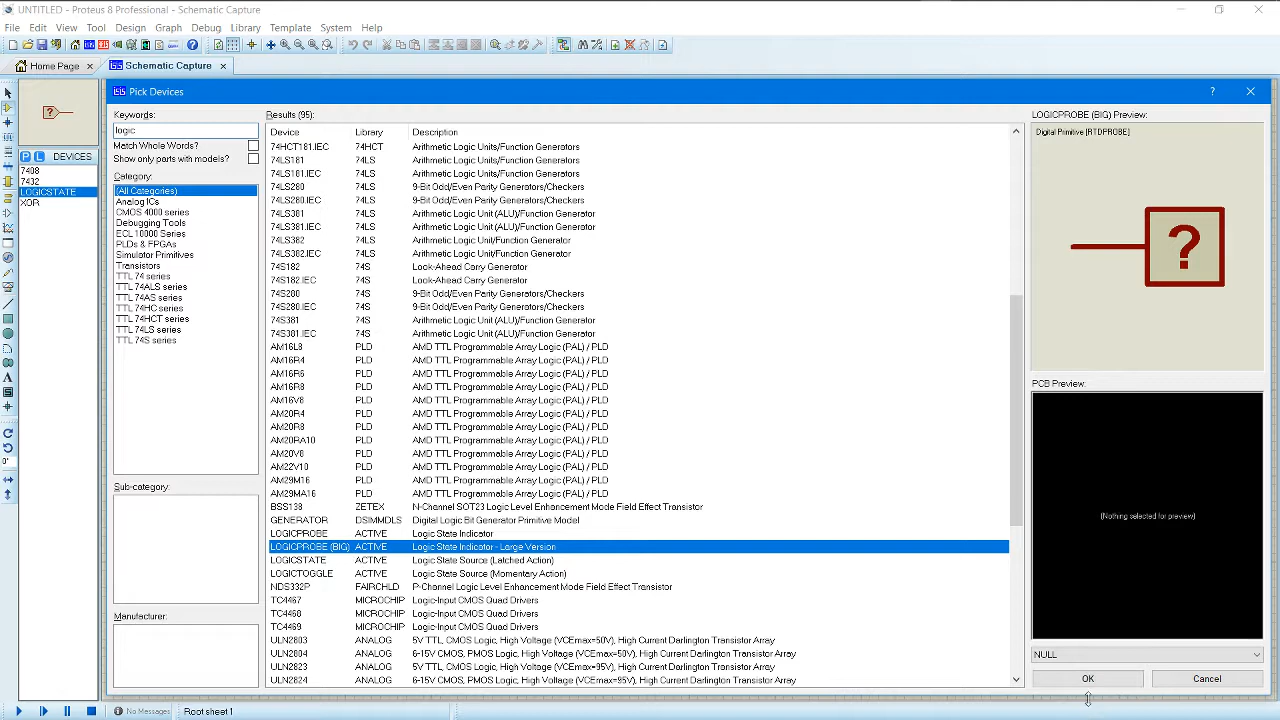 UNTITLED - Proteus 8 Professional - Schematic Capture
File Edit View Tool Design Graph Debug Library Template System Help
Home Page Schematic Capture
Pick Devices
Keywords:
logic
Match Whole Words?
Show only parts with models?
Category:
(All Categories)
Analog ICs
CMOS 4000 series
Debugging Tools
ECL 10000 Series
PLDs & FPGAs
Simulator Primitives
Transistors
TTL 74 series
TTL 74ALS series
TTL 74AS series
TTL 74HC series
TTL 74HCT series
TTL 74LS series
TTL 74S series
Sub-category:
Manufacturer:
P L DEVICES
7408
7432
LOGICSTATE
XOR
Results (95):
Device Library Description
74HCT181.IEC 74HCT Arithmetic Logic Units/Function Generators
74LS181 74LS Arithmetic Logic Units/Function Generators
74LS181.IEC 74LS Arithmetic Logic Units/Function Generators
74LS280 74LS 9-Bit Odd/Even Parity Generators/Checkers
74LS280.IEC 74LS 9-Bit Odd/Even Parity Generators/Checkers
74LS381 74LS Arithmetic Logic Unit (ALU)/Function Generator
74LS381.IEC 74LS Arithmetic Logic Unit (ALU)/Function Generator
74LS382 74LS Arithmetic Logic Unit/Function Generator
74LS382.IEC 74LS Arithmetic Logic Unit/Function Generator
74S182 74S Look-Ahead Carry Generator
74S182.IEC 74S Look-Ahead Carry Generator
74S280 74S 9-Bit Odd/Even Parity Generators/Checkers
74S280.IEC 74S 9-Bit Odd/Even Parity Generators/Checkers
74S381 74S Arithmetic Logic Unit (ALU)/Function Generator
74S381.IEC 74S Arithmetic Logic Unit (ALU)/Function Generator
AM16L8 PLD AMD TTL Programmable Array Logic (PAL) / PLD
AM16R4 PLD AMD TTL Programmable Array Logic (PAL) / PLD
AM16R6 PLD AMD TTL Programmable Array Logic (PAL) / PLD
AM16R8 PLD AMD TTL Programmable Array Logic (PAL) / PLD
AM16V8 PLD AMD TTL Programmable Array Logic (PAL) / PLD
AM20R4 PLD AMD TTL Programmable Array Logic (PAL) / PLD
AM20R8 PLD AMD TTL Programmable Array Logic (PAL) / PLD
AM20RA10 PLD AMD TTL Programmable Array Logic (PAL) / PLD
AM20V8 PLD AMD TTL Programmable Array Logic (PAL) / PLD
AM22V10 PLD AMD TTL Programmable Array Logic (PAL) / PLD
AM29M16 PLD AMD TTL Programmable Array Logic (PAL) / PLD
AM29MA16 PLD AMD TTL Programmable Array Logic (PAL) / PLD
BSS138 ZETEX N-Channel SOT23 Logic Level Enhancement Mode Field Effect Transistor
GENERATOR DSIMMDLS Digital Logic Bit Generator Primitive Model
LOGICPROBE ACTIVE Logic State Indicator
LOGICPROBE (BIG) ACTIVE Logic State Indicator - Large Version
LOGICSTATE ACTIVE Logic State Source (Latched Action)
LOGICTOGGLE ACTIVE Logic State Source (Momentary Action)
NDS332P FAIRCHLD P-Channel Logic Level Enhancement Mode Field Effect Transistor
TC4467 MICROCHIP Logic-Input CMOS Quad Drivers
TC4468 MICROCHIP Logic-Input CMOS Quad Drivers
TC4469 MICROCHIP Logic-Input CMOS Quad Drivers
ULN2803 ANALOG 5V TTL, CMOS Logic, High Voltage (VCEmax=50V), High Current Darlington Transistor Array
ULN2804 ANALOG 6-15V CMOS, PMOS Logic, High Voltage (VCEmax=50V), High Current Darlington Transistor Array
ULN2823 ANALOG 5V TTL, CMOS Logic, High Voltage (VCEmax=95V), High Current Darlington Transistor Array
ULN2824 ANALOG 6-15V CMOS, PMOS Logic, High Voltage (VCEmax=95V), High Current Darlington Transistor Array
LOGICPROBE (BIG) Preview:
Digital Primitive [RTDPROBE]
?
PCB Preview:
(Nothing selected for preview)
NULL
OK Cancel
No Messages Root sheet 1